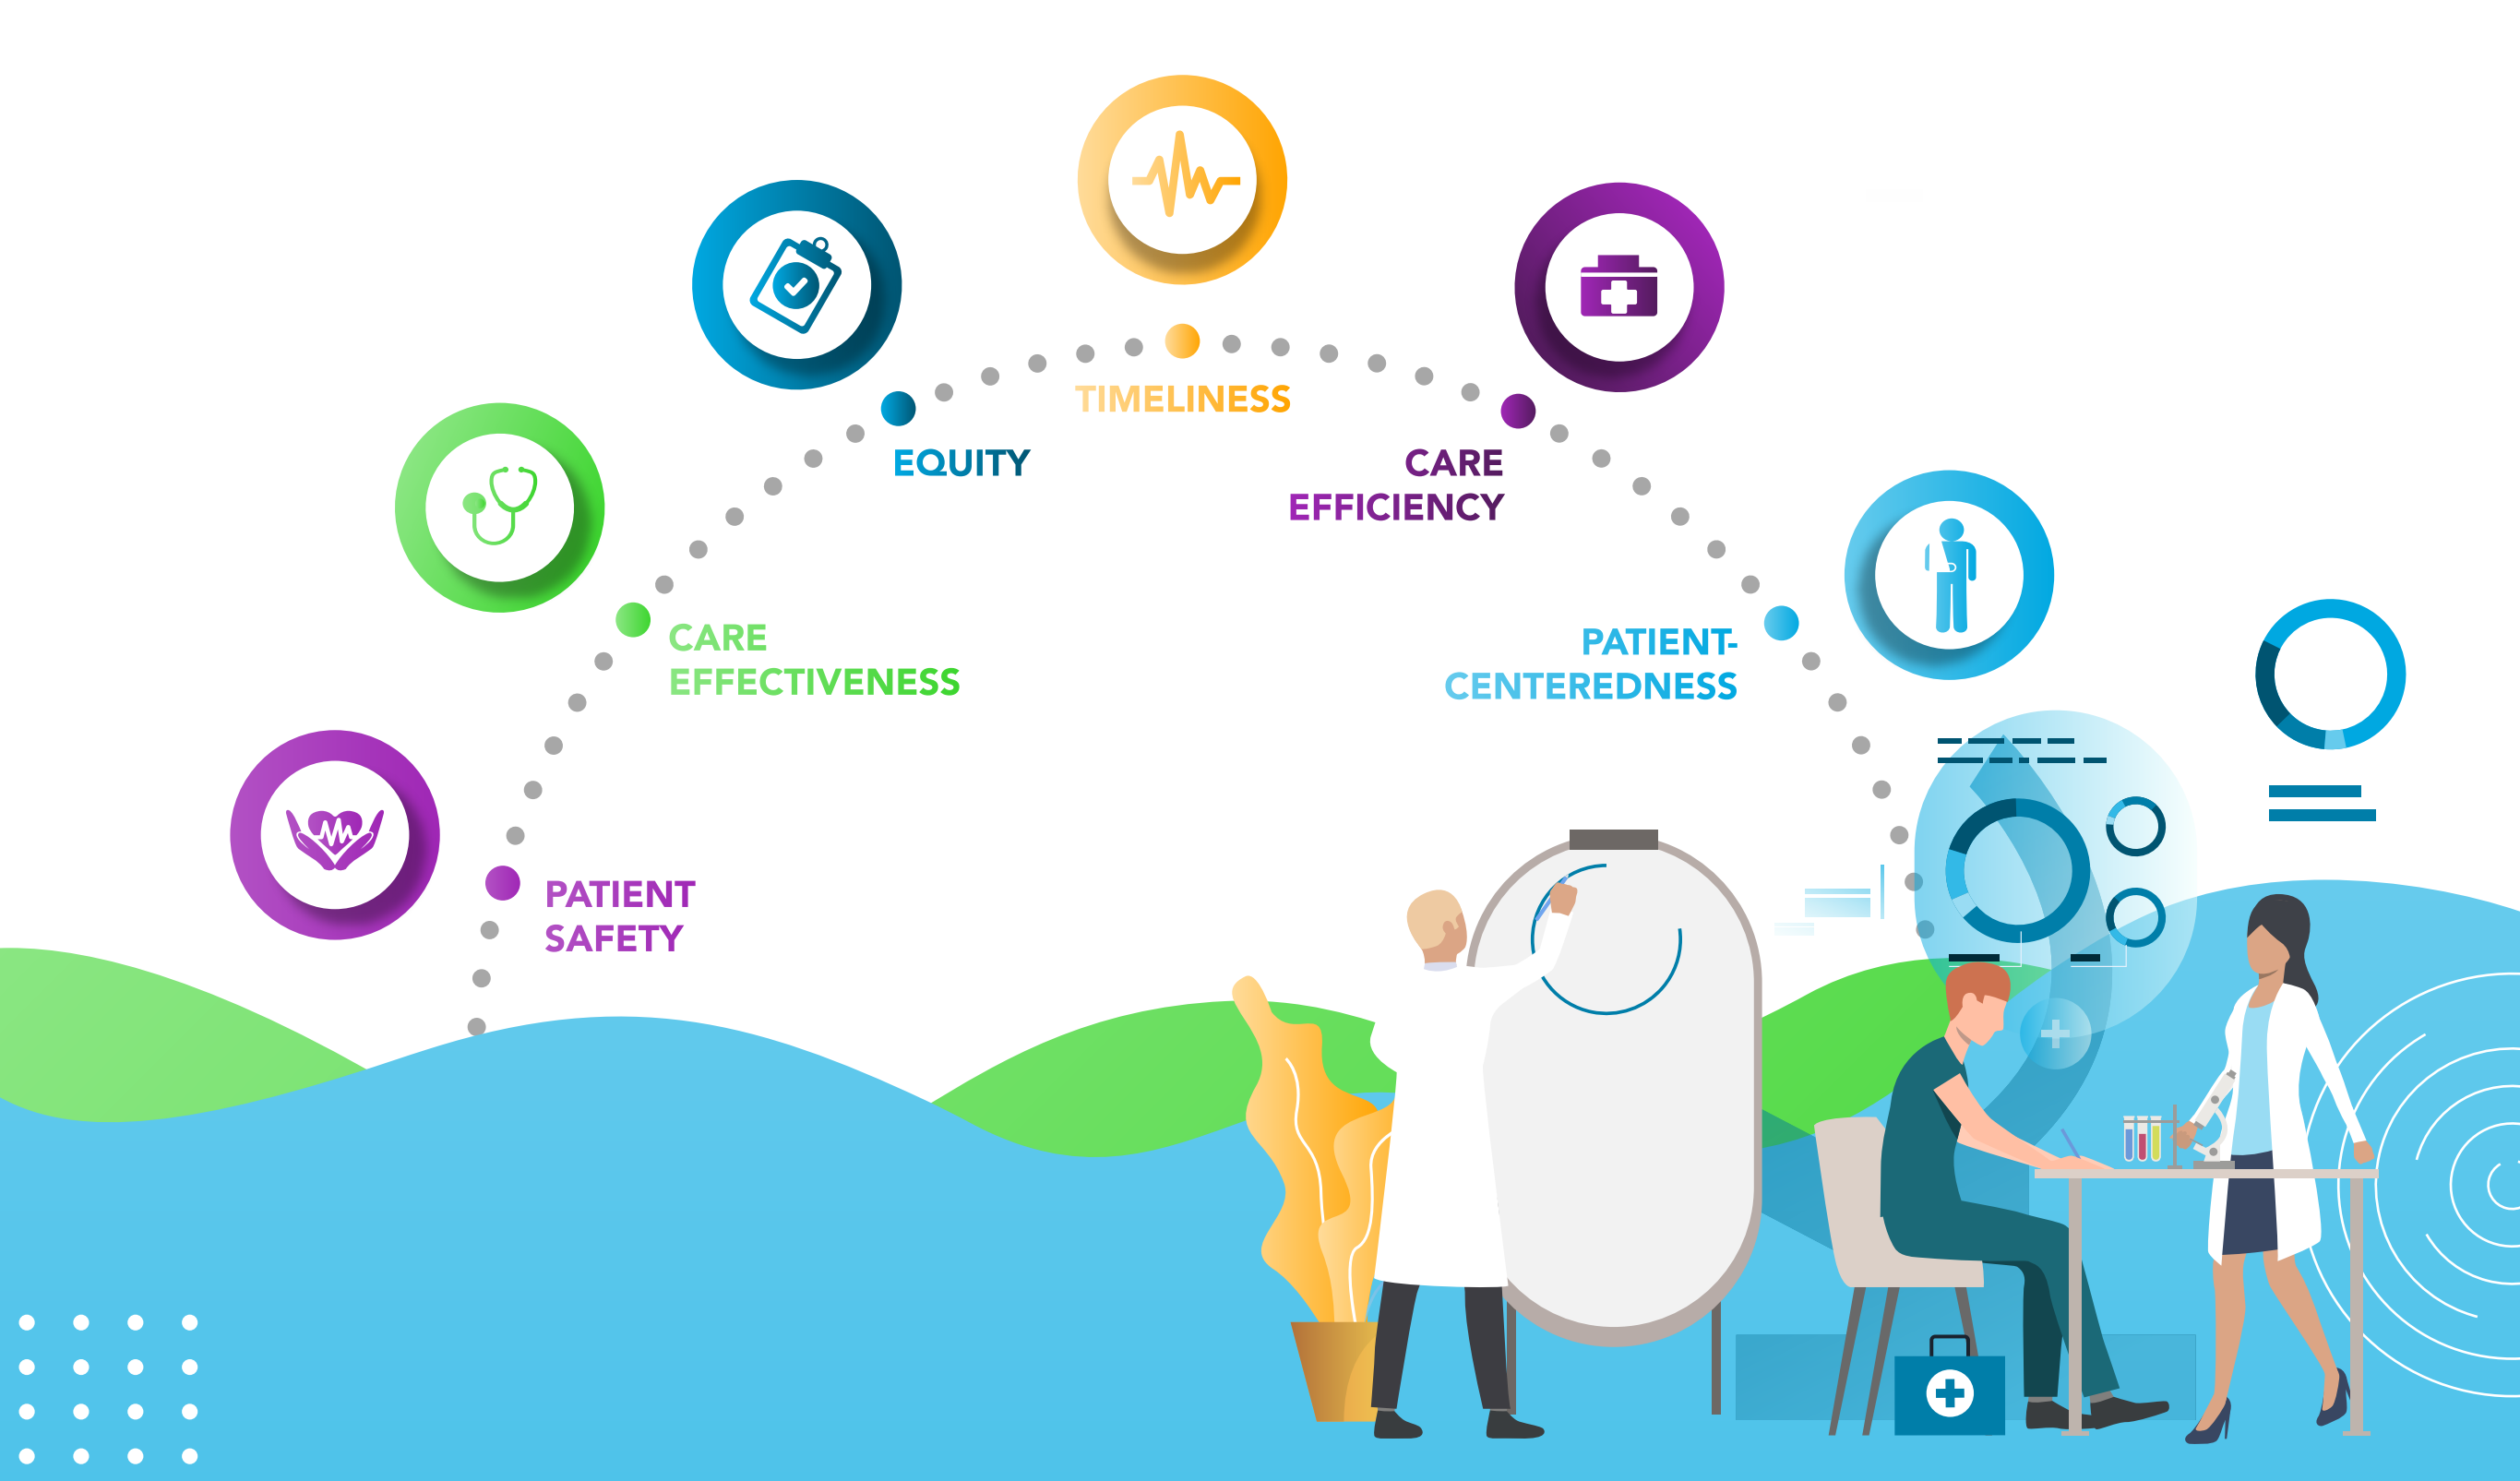 TIMELINESS
EQUITY
CARE
EFFICIENCY
CARE
EFFECTIVENESS
PATIENT-
CENTEREDNESS
PATIENT
SAFETY